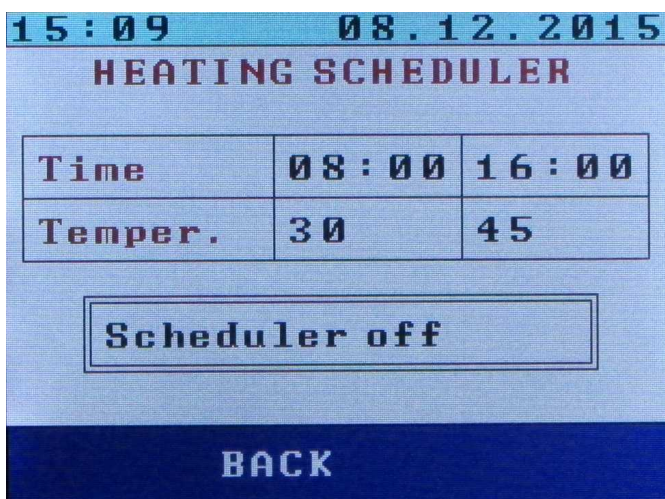 15:09 08.12.2015
HEATING SCHEDULER
Time 08:00 16:00
Temper. 30 45
Scheduler off
BACK